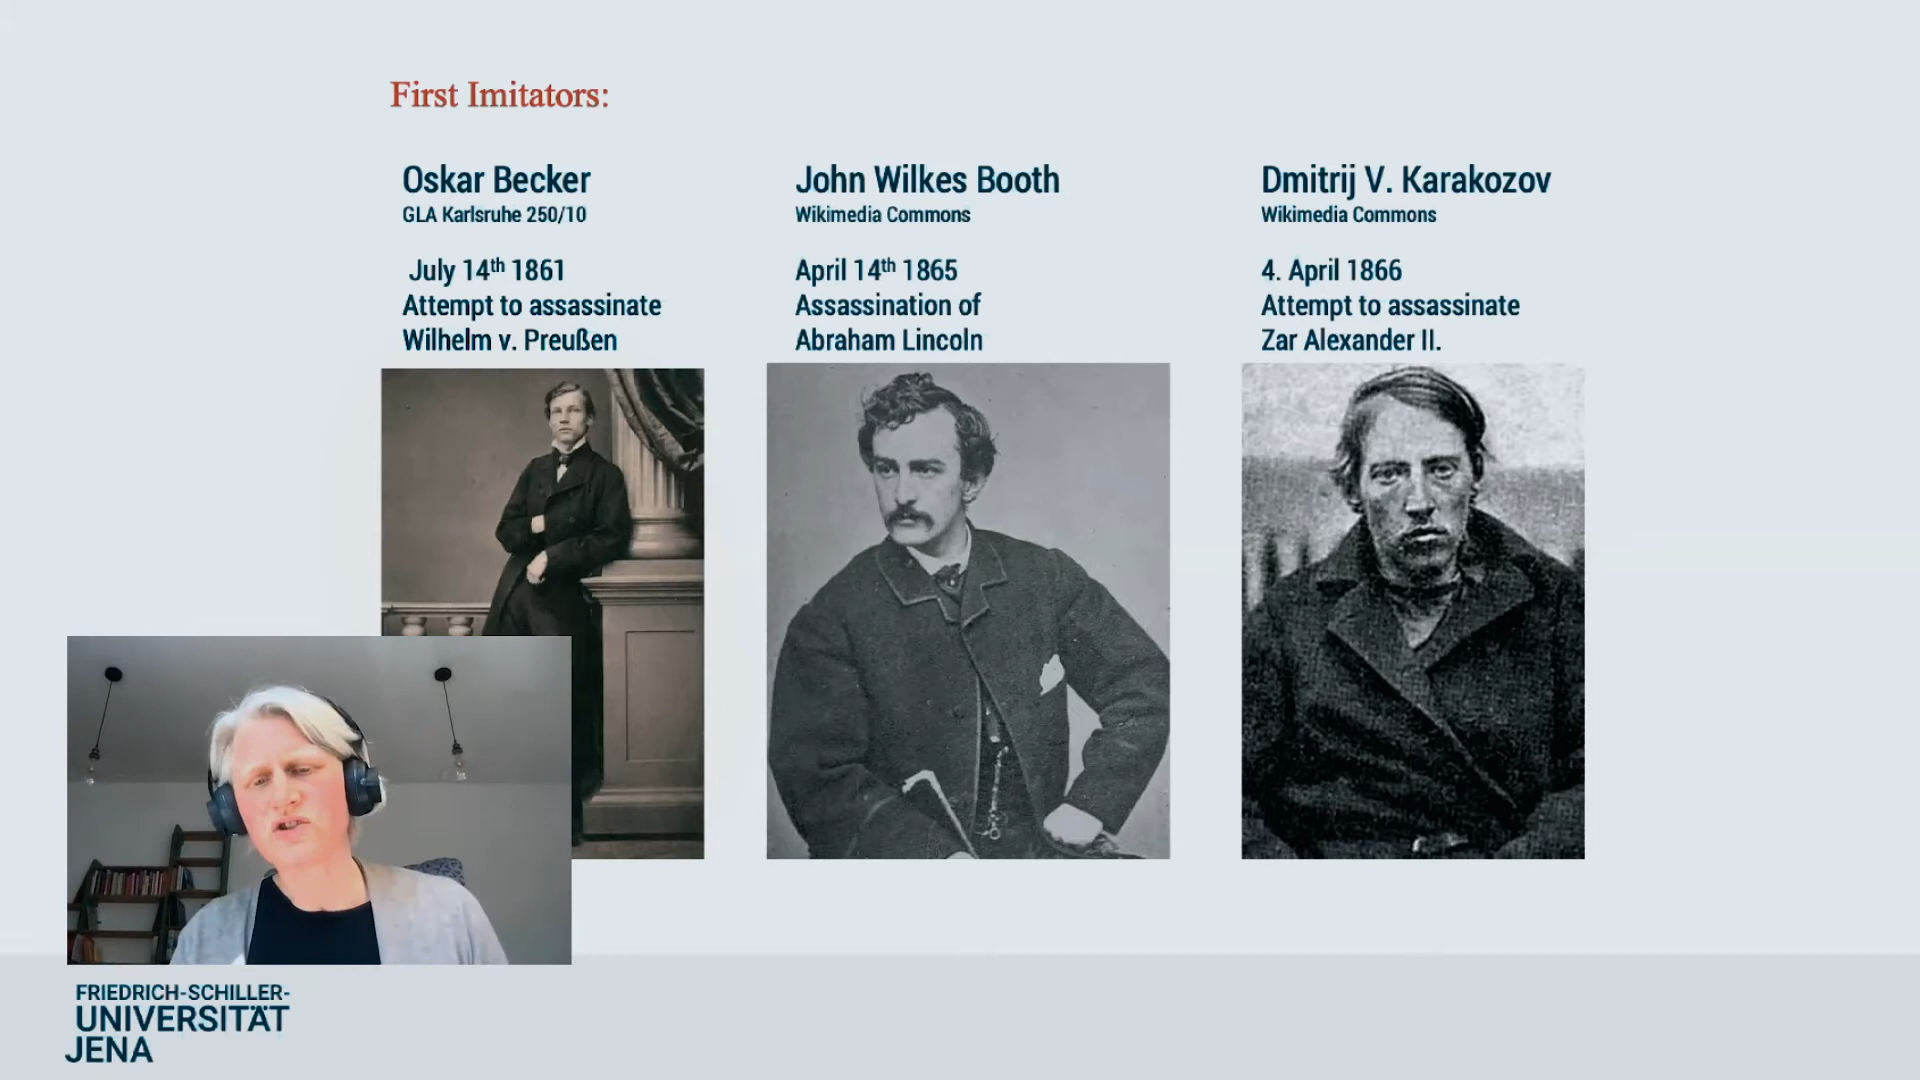 First Imitators:
Oskar Becker
GLA Karlsruhe 250/10
July 14th 1861
Attempt to assassinate
Wilhelm v. Preußen
John Wilkes Booth
Wikimedia Commons
April 14th 1865
Assassination of
Abraham Lincoln
Dmitrij V. Karakozov
Wikimedia Commons
4. April 1866
Attempt to assassinate
Zar Alexander II.
FRIEDRICH-SCHILLER-
UNIVERSITÄT
JENA